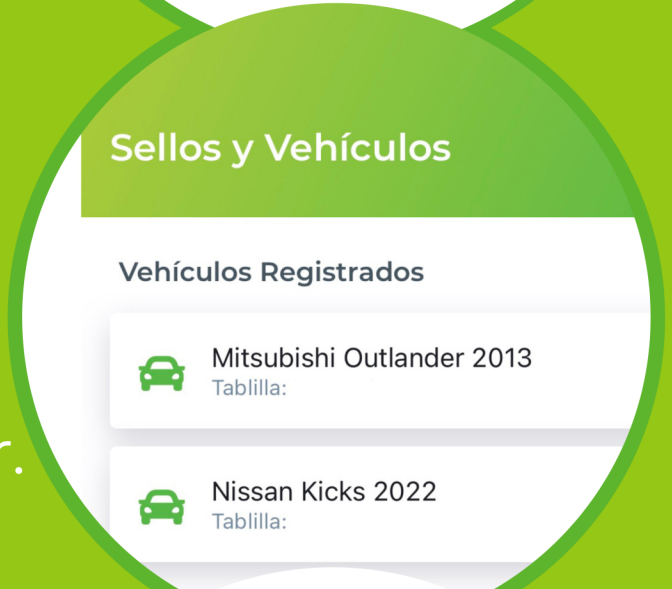 Sellos y Vehículos
Vehículos Registrados
Mitsubishi Outlander 2013
Tablilla:
Nissan Kicks 2022
Tablilla:
r.